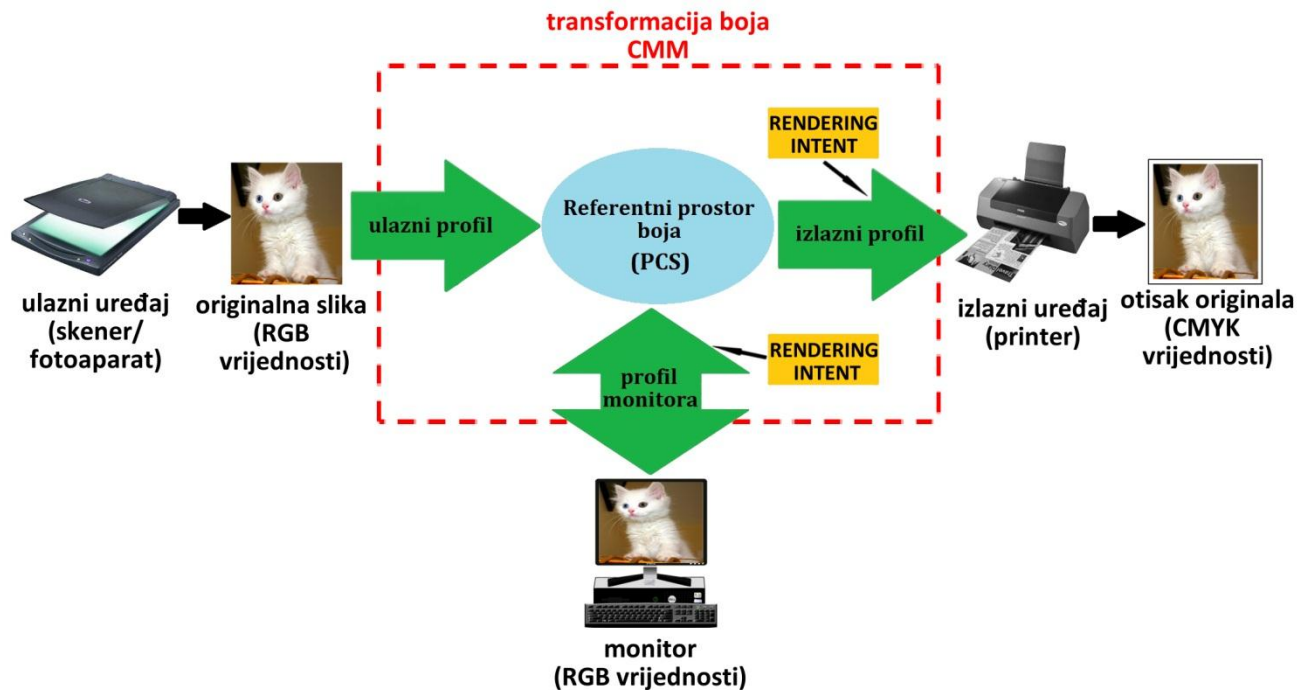 transformacija boja
CMM
RENDERING
INTENT
ulazni profil
Referentni prostor
boja
(PCS)
izlazni profil
ulazni uređaj
(skener/
fotoaparat)
originalna slika
(RGB
vrijednosti)
izlazni uređaj
(printer)
otisak originala
(CMYK
vrijednosti)
RENDERING
INTENT
profil
monitora
monitor
(RGB vrijednosti)